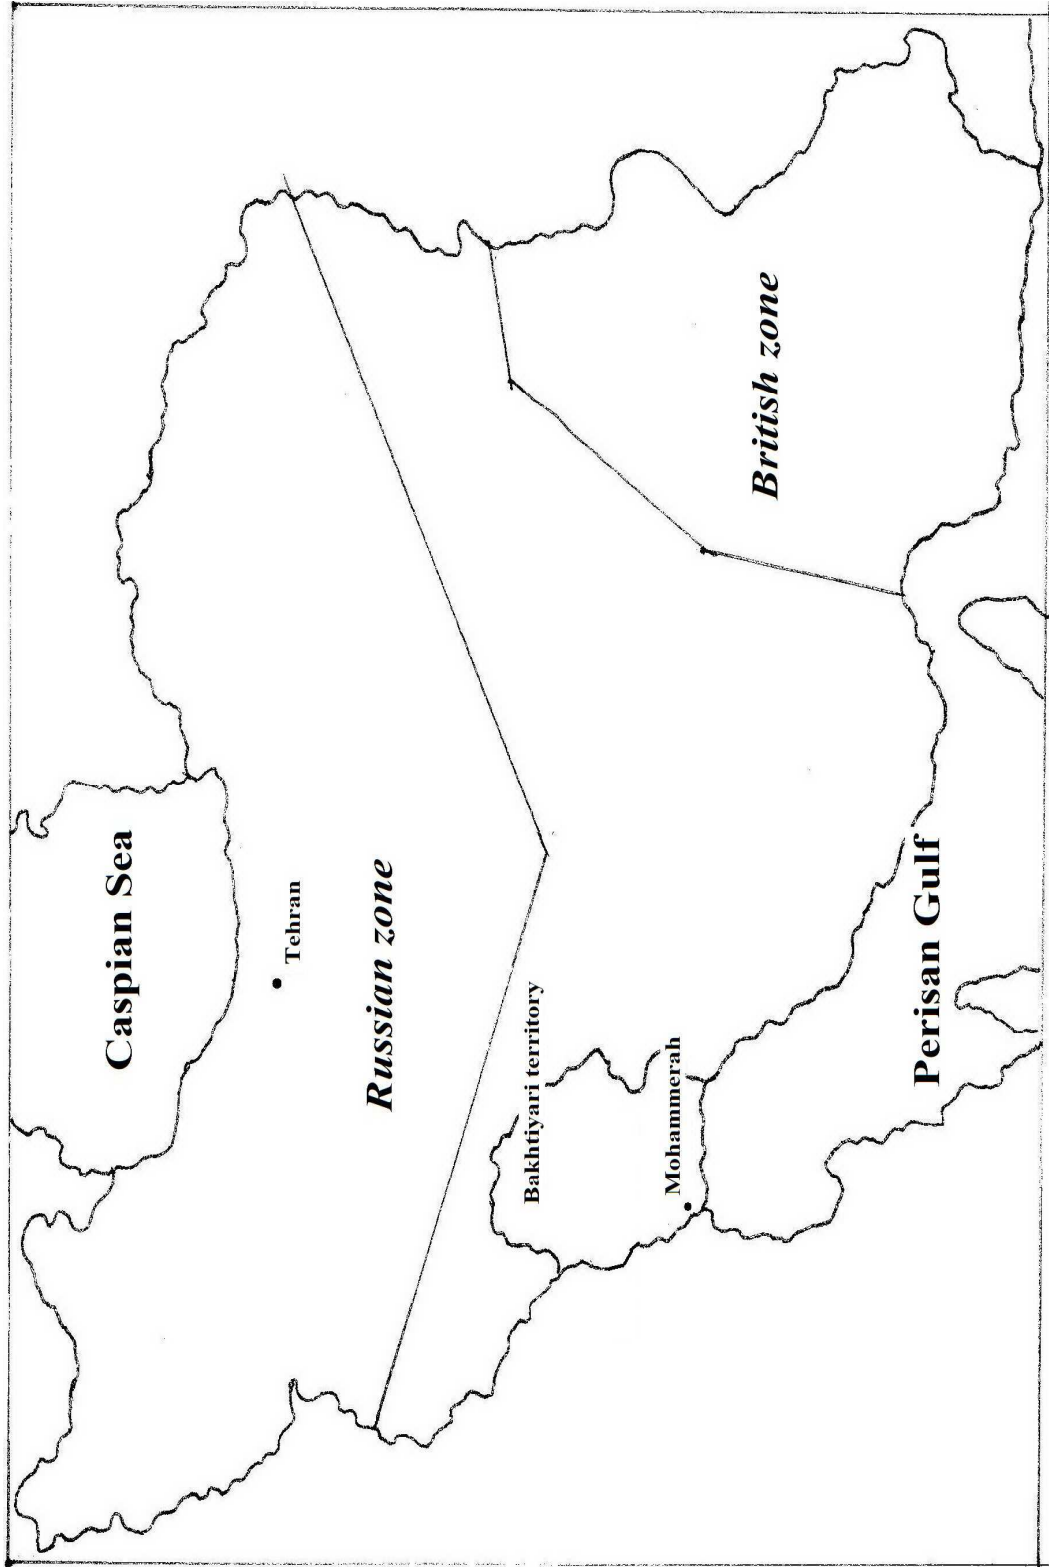 Caspian Sea
Tehran
Russian zone
Bakhtiyari territory
Mohammerah
British zone
Perisan Gulf